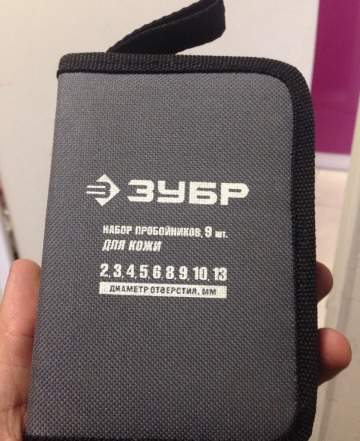 ЗУБР
НАБОР ПРОБОЙНИКОВ, 9 шт.
ДЛЯ КОЖИ
2, 3, 4, 5, 6, 8, 9, 10, 13
ДИАМЕТР ОТВЕРСТИЯ, ММ